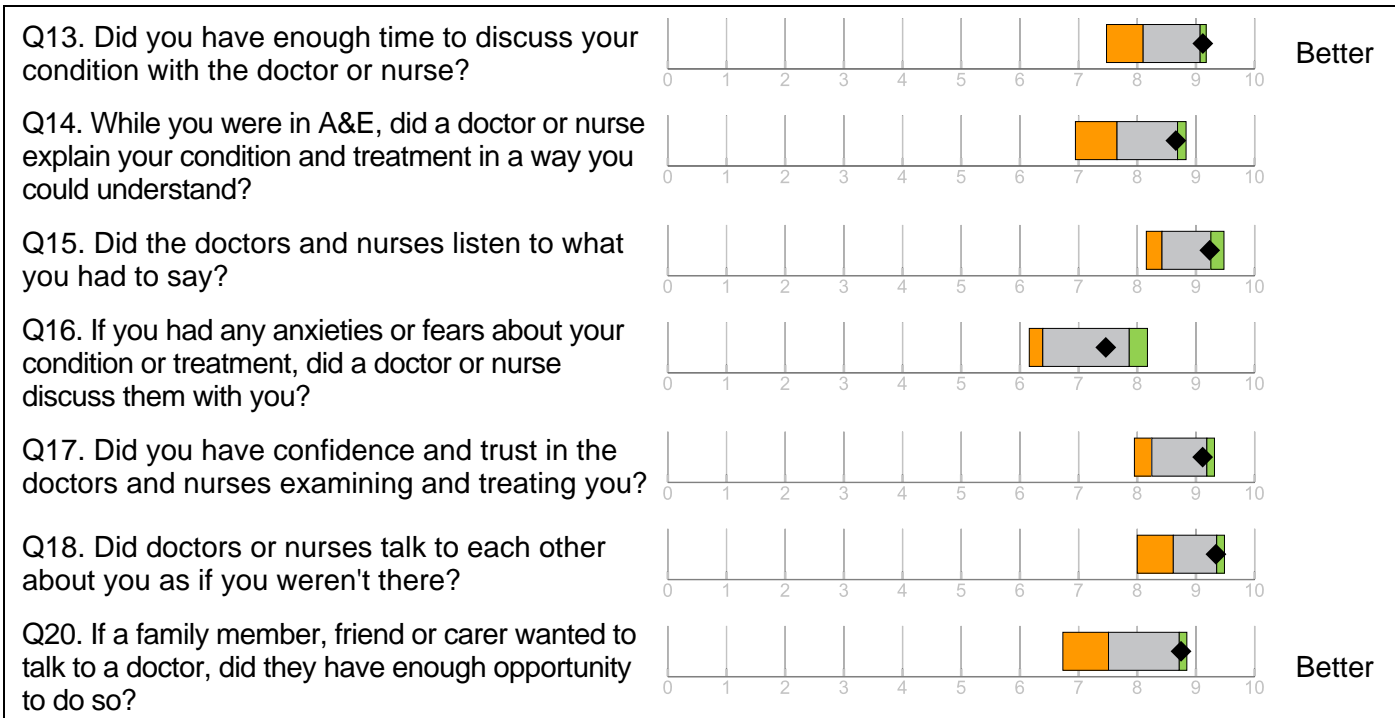 Q13. Did you have enough time to discuss your
condition with the doctor or nurse?
0 1 2 3 4 5 6 7 8 9 10
Better
Q14. While you were in A&E, did a doctor or nurse
explain your condition and treatment in a way you
could understand?
0 1 2 3 4 5 6 7 8 9 10
Q15. Did the doctors and nurses listen to what
you had to say?
0 1 2 3 4 5 6 7 8 9 10
Q16. If you had any anxieties or fears about your
condition or treatment, did a doctor or nurse
discuss them with you?
0 1 2 3 4 5 6 7 8 9 10
Q17. Did you have confidence and trust in the
doctors and nurses examining and treating you?
0 1 2 3 4 5 6 7 8 9 10
Q18. Did doctors or nurses talk to each other
about you as if you weren't there?
0 1 2 3 4 5 6 7 8 9 10
Q20. If a family member, friend or carer wanted to
talk to a doctor, did they have enough opportunity
to do so?
0 1 2 3 4 5 6 7 8 9 10
Better